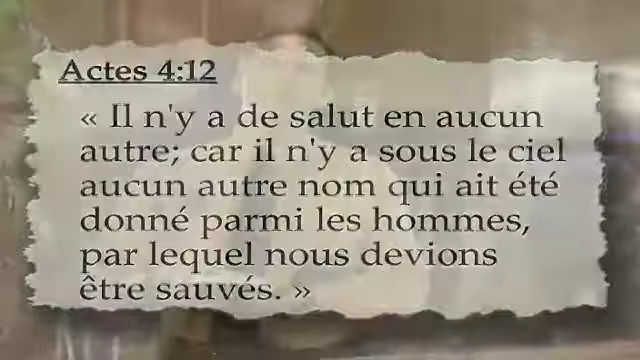 Actes 4:12
« Il n'y a de salut en aucun
autre; car il n'y a sous le ciel
aucun autre nom qui ait été
donné parmi les hommes,
par lequel nous devions
être sauvés. »